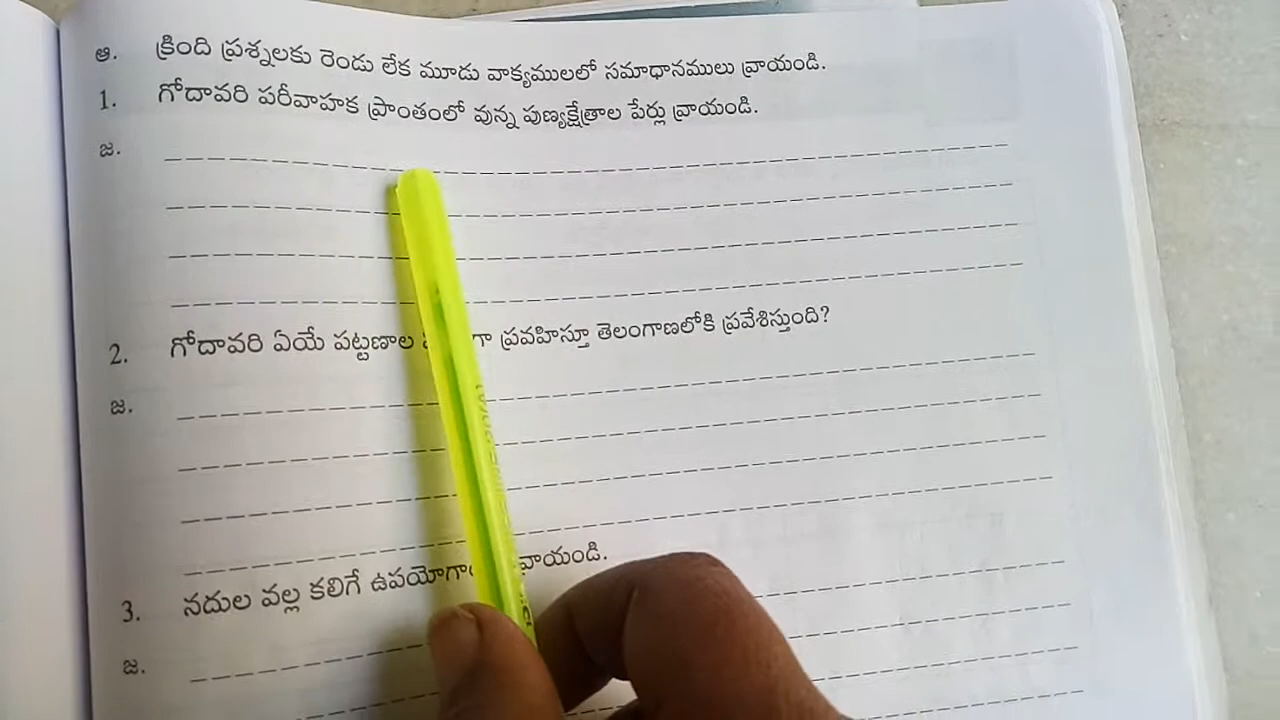 ఆ. క్రింది ప్రశ్నలకు రెండు లేక మూడు వాక్యములలో సమాధానములు వ్రాయండి.
1. గోదావరి పరీవాహక ప్రాంతంలో వున్న పుణ్యక్షేత్రాల పేర్లు వ్రాయండి.
జ.
2. గోదావరి ఏయే పట్టణాల ప్రవహిస్తూ తెలంగాణలోకి ప్రవేశిస్తుంది?
జ.
3. నదుల వల్ల కలిగే
జ.